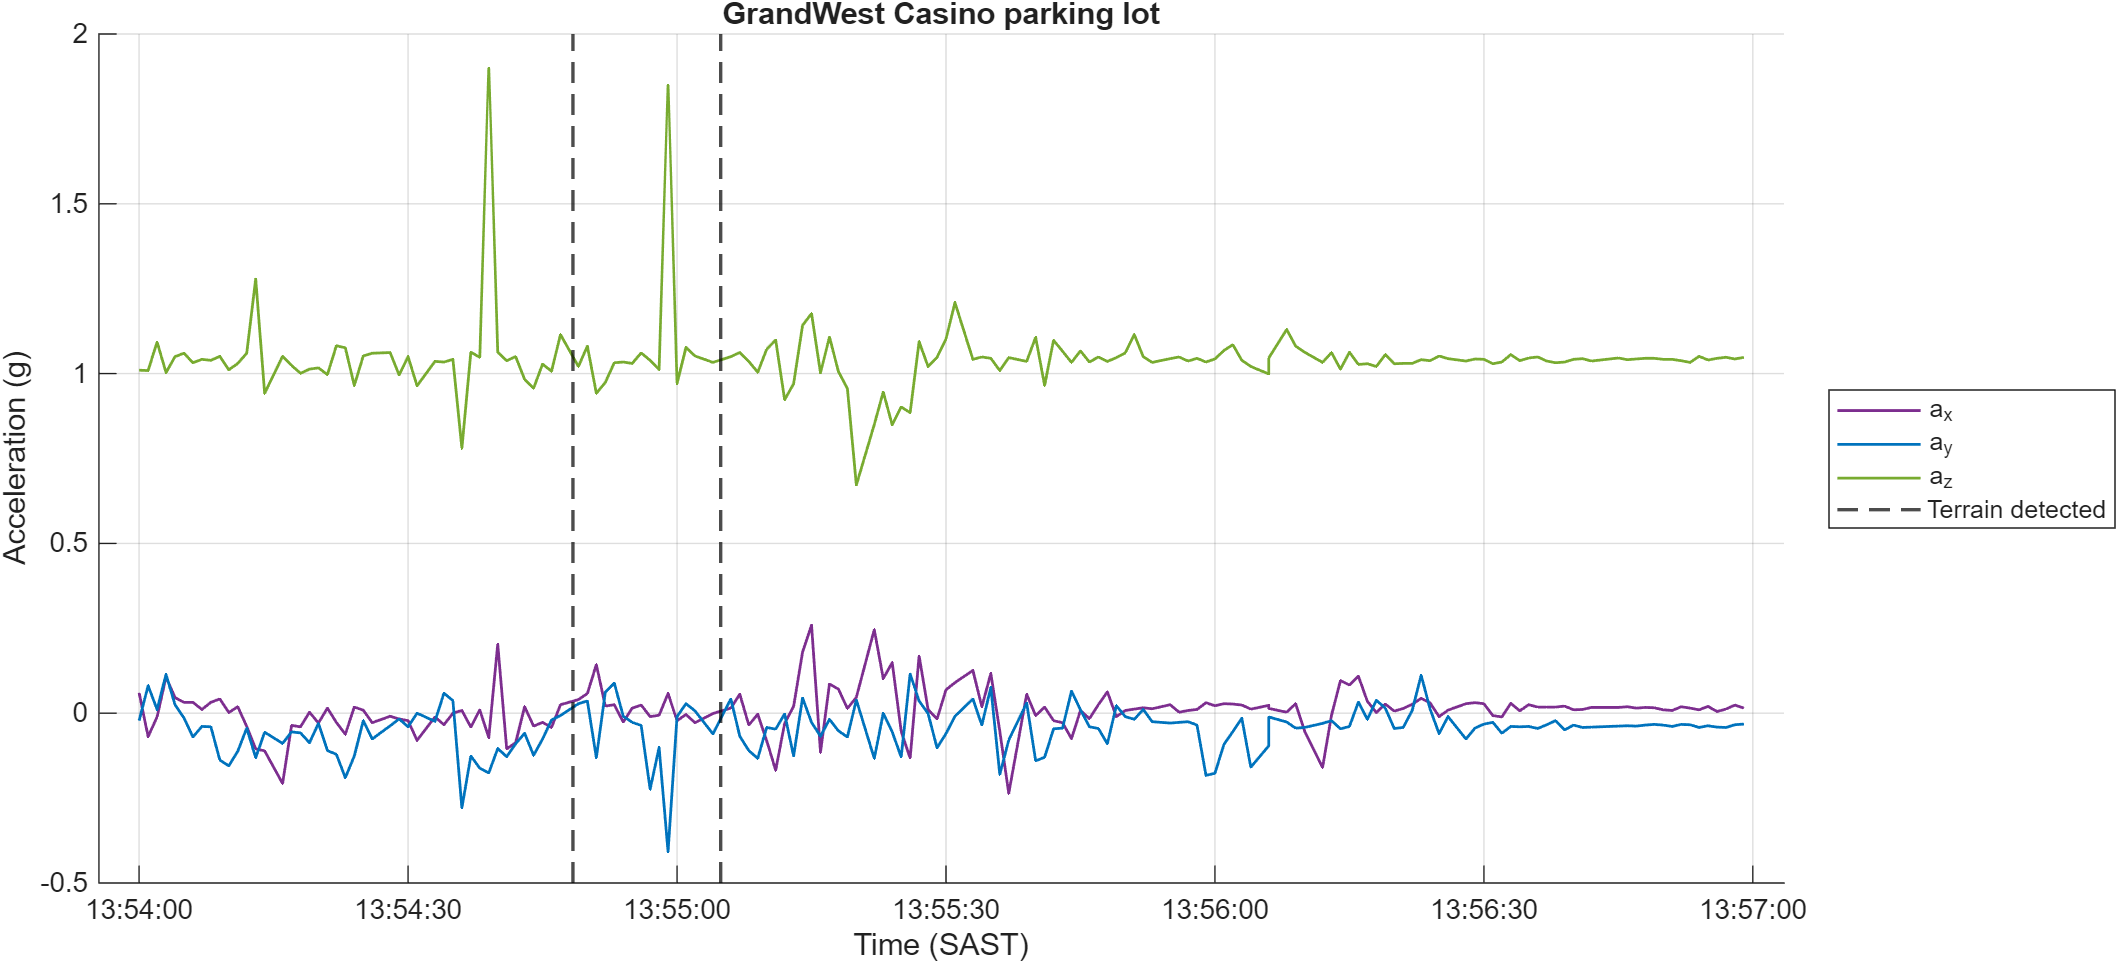 GrandWest Casino parking lot
2
1.5
1
0.5
0
-0.5
Acceleration (g)
13:54:00 13:54:30 13:55:00 13:55:30 13:56:00 13:56:30 13:57:00
Time (SAST)
ax
ay
az
Terrain detected